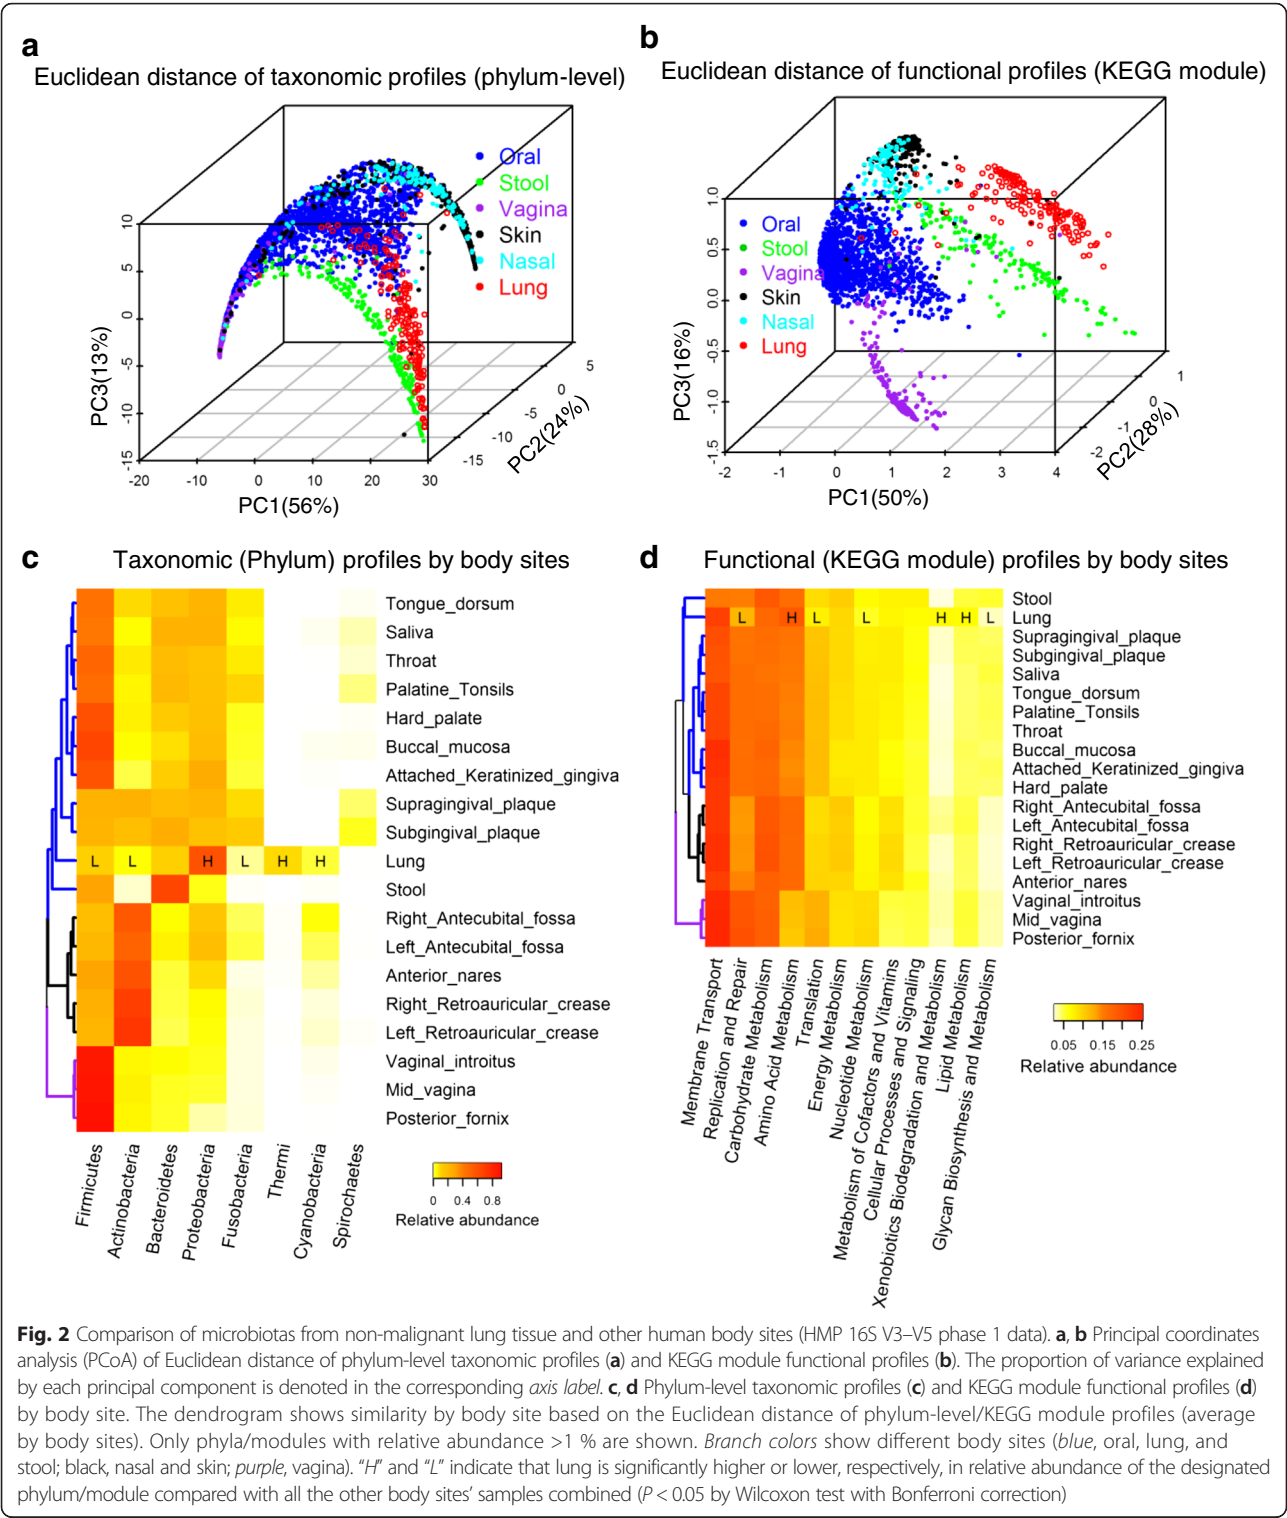 a
Euclidean distance of taxonomic profiles (phylum-level)
Oral
Stool
Vagina
Skin
Nasal
Lung
10
5
0
-5
-10
-15
PC3(13%)
-20
-10
0
10
20
30
PC1(56%)
5
0
-5
-10
-15
PC2(24%)
b
Euclidean distance of functional profiles (KEGG module)
Oral
Stool
Vagina
Skin
Nasal
Lung
1.0
0.5
0.0
-0.5
-1.0
-1.5
PC3(16%)
-2
-1
0
1
2
3
4
PC1(50%)
1
0
-1
-2
PC2(28%)
c
Taxonomic (Phylum) profiles by body sites
Tongue_dorsum
Saliva
Throat
Palatine_Tonsils
Hard_palate
Buccal_mucosa
Attached_Keratinized_gingiva
Supragingival_plaque
Subgingival_plaque
L L H L H H Lung
Stool
Right_Antecubital_fossa
Left_Antecubital_fossa
Anterior_nares
Right_Retroauricular_crease
Left_Retroauricular_crease
Vaginal_introitus
Mid_vagina
Posterior_fornix
Firmicutes
Actinobacteria
Bacteroidetes
Proteobacteria
Fusobacteria
Thermi
Cyanobacteria
Spirochaetes
0 0.4 0.8
Relative abundance
d
Functional (KEGG module) profiles by body sites
Stool
L H L L H H L Lung
Supragingival_plaque
Subgingival_plaque
Saliva
Tongue_dorsum
Palatine_Tonsils
Throat
Buccal_mucosa
Attached_Keratinized_gingiva
Hard_palate
Right_Antecubital_fossa
Left_Antecubital_fossa
Right_Retroauricular_crease
Left_Retroauricular_crease
Anterior_nares
Vaginal_introitus
Mid_vagina
Posterior_fornix
Membrane Transport
Replication and Repair
Carbohydrate Metabolism
Amino Acid Metabolism
Translation
Energy Metabolism
Nucleotide Metabolism
Metabolism of Cofactors and Vitamins
Cellular Processes and Signaling
Xenobiotics Biodegradation and Metabolism
Lipid Metabolism
Glycan Biosynthesis and Metabolism
0.05 0.15 0.25
Relative abundance
Fig. 2 Comparison of microbiotas from non-malignant lung tissue and other human body sites (HMP 16S V3–V5 phase 1 data). a, b Principal coordinates
analysis (PCoA) of Euclidean distance of phylum-level taxonomic profiles (a) and KEGG module functional profiles (b). The proportion of variance explained
by each principal component is denoted in the corresponding axis label. c, d Phylum-level taxonomic profiles (c) and KEGG module functional profiles (d)
by body site. The dendrogram shows similarity by body site based on the Euclidean distance of phylum-level/KEGG module profiles (average
by body sites). Only phyla/modules with relative abundance >1 % are shown. Branch colors show different body sites (blue, oral, lung, and
stool; black, nasal and skin; purple, vagina). “H” and “L” indicate that lung is significantly higher or lower, respectively, in relative abundance of the designated
phylum/module compared with all the other body sites’ samples combined (P < 0.05 by Wilcoxon test with Bonferroni correction)